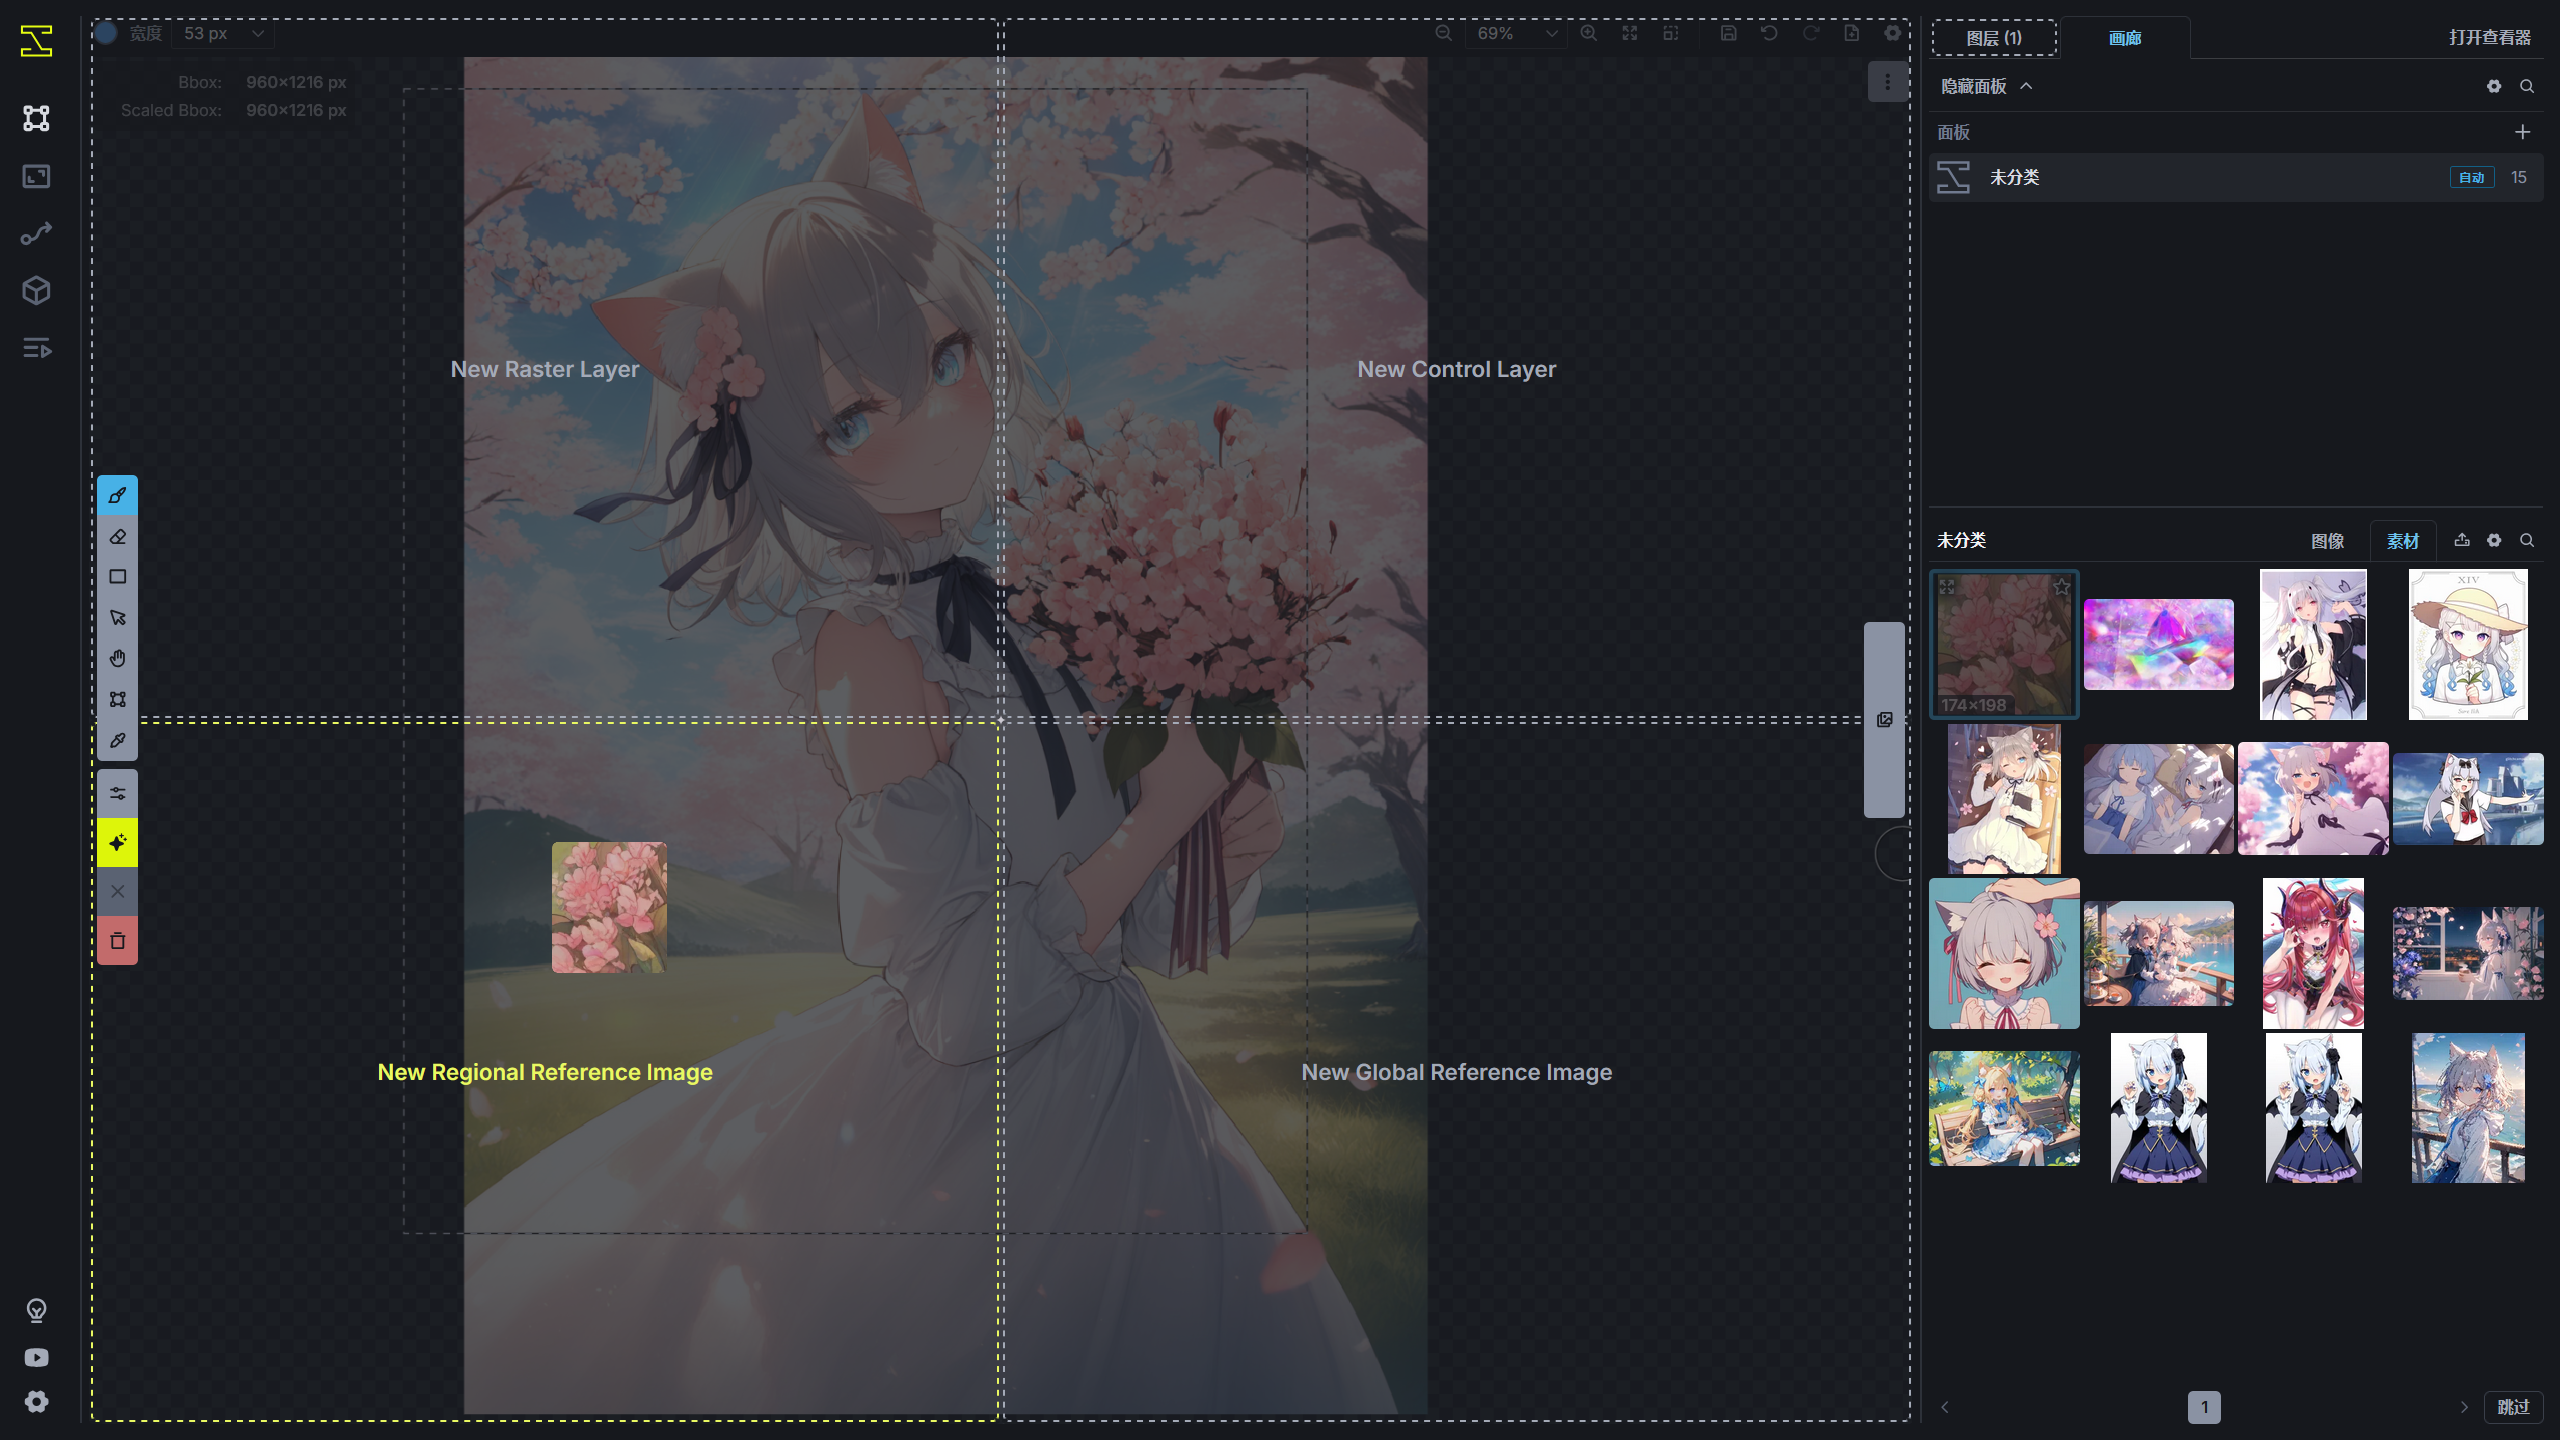 宽度 53 px
69%
Bbox: 960×1216 px
Scaled Bbox: 960×1216 px
New Raster Layer
New Control Layer
New Regional Reference Image
New Global Reference Image
图层 (1)
画廊
打开查看器
隐藏面板
面板
未分类
自动
15
未分类
图像
素材
174×198
XIV
1
跳过